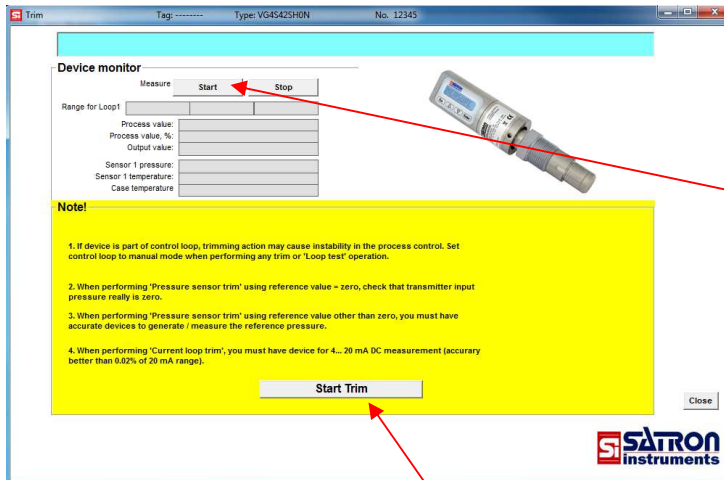 Trim Tag: -------- Type: VG4S42SH0N No. 12345
Device monitor
Measure Start Stop
Range for Loop1
Process value:
Process value, %:
Output value:
Sensor 1 pressure:
Sensor 1 temperature:
Case temperature
Note!
1. If device is part of control loop, trimming action may cause instability in the process control. Set
control loop to manual mode when performing any trim or 'Loop test' operation.
2. When performing 'Pressure sensor trim' using reference value = zero, check that transmitter input
pressure really is zero.
3. When performing 'Pressure sensor trim' using reference value other than zero, you must have
accurate devices to generate / measure the reference pressure.
4. When performing 'Current loop trim', you must have device for 4... 20 mA DC measurement (accurary
better than 0.02% of 20 mA range).
Start Trim
Close
Si SATRON
instruments